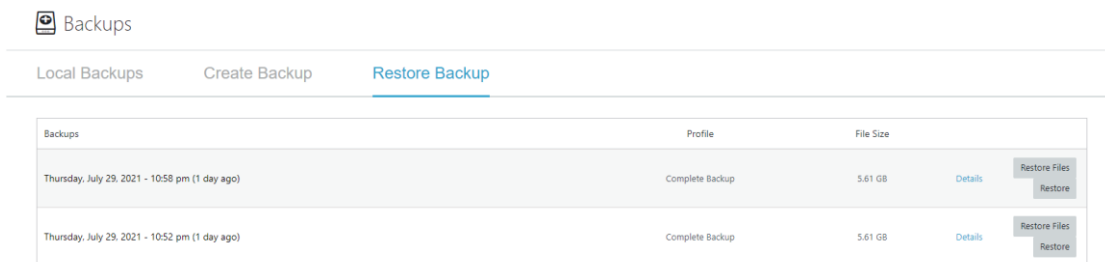 Backups
Local Backups Create Backup Restore Backup
Backups Profile File Size
Restore Files
Thursday, July 29, 2021 - 10:58 pm (1 day ago) Complete Backup 5.61 GB Details
Restore
Restore Files
Thursday, July 29, 2021 - 10:52 pm (1 day ago) Complete Backup 5.61 GB Details
Restore